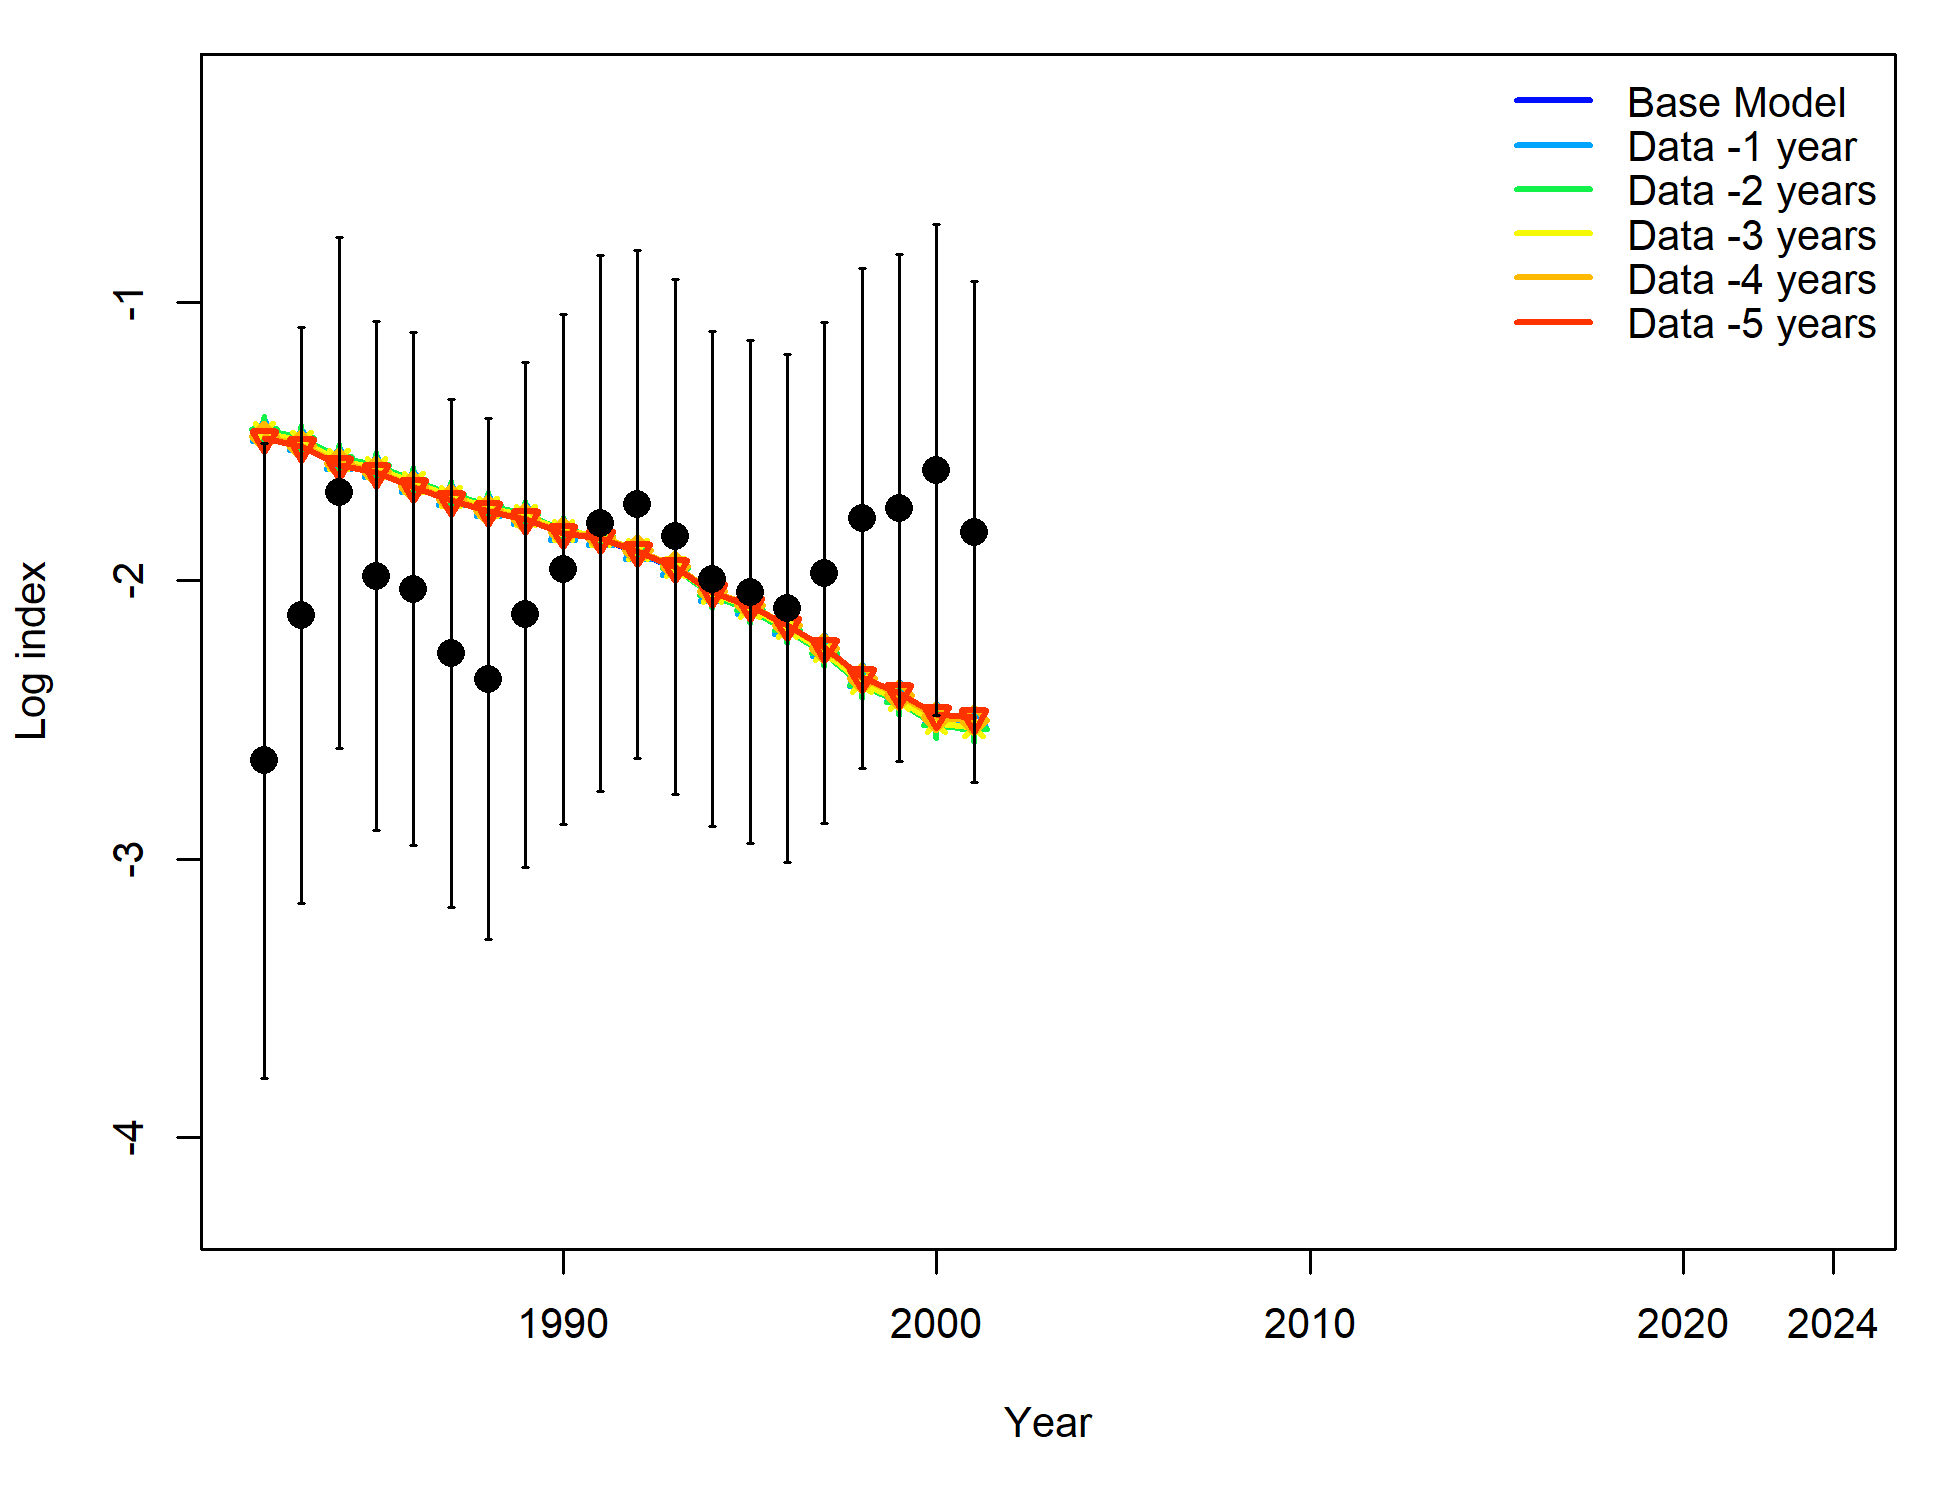 Base Model
Data -1 year
Data -2 years
Data -3 years
Data -4 years
Data -5 years
Log index
-1
-2
-3
-4
1990 2000 2010 2020 2024
Year